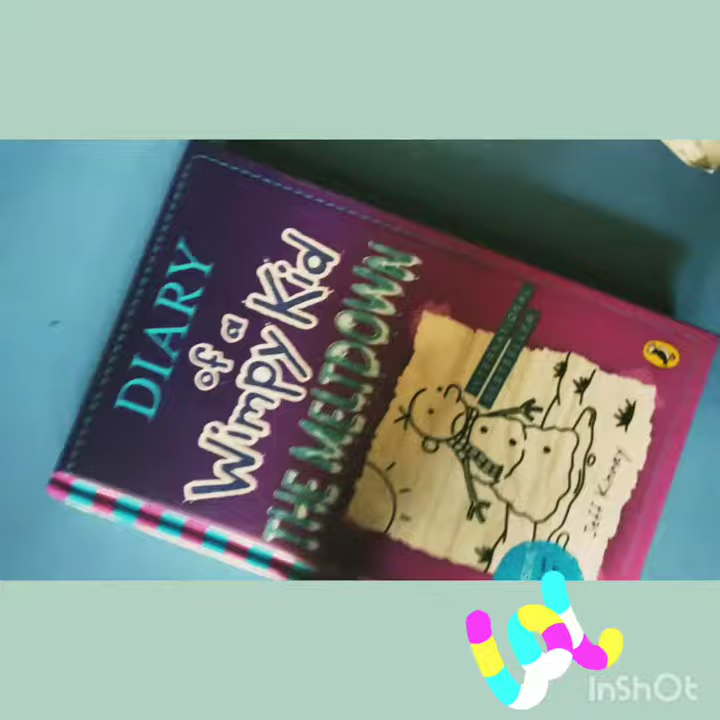 DIARY
of a
Wimpy Kid
THE MELTDOWN
Jeff Kinney
InShOt